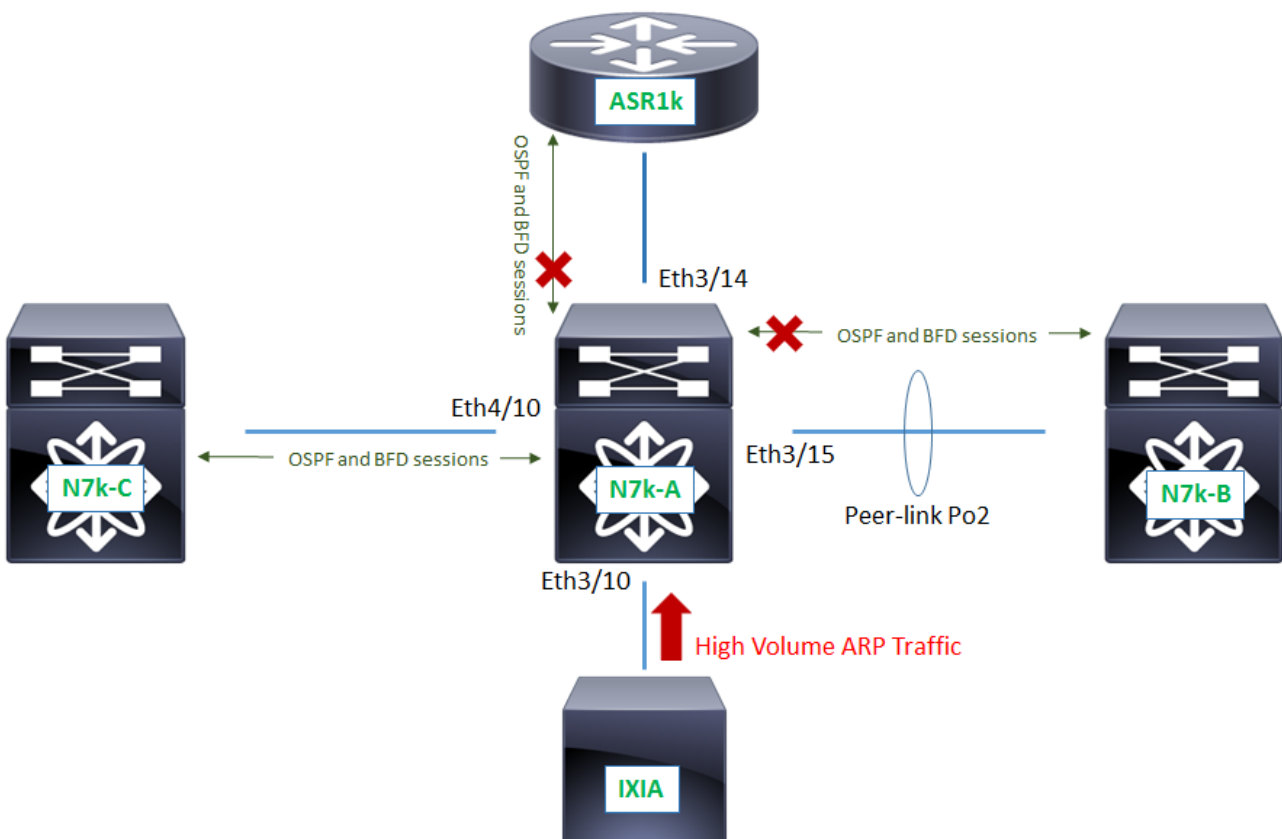 ASR1k
OSPF and BFD sessions
Eth3/14
OSPF and BFD sessions
Eth4/10
OSPF and BFD sessions
Eth3/15
N7k-C
N7k-A
N7k-B
Peer-link Po2
Eth3/10
High Volume ARP Traffic
IXIA